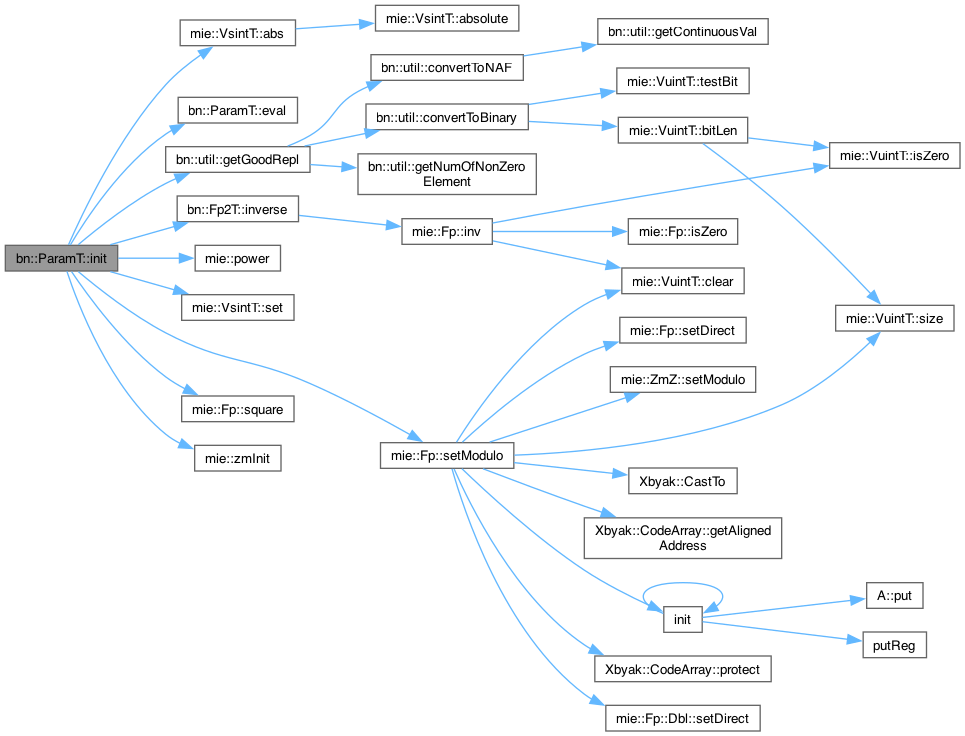 mie::VsintT::abs
mie::VsintT::absolute
bn::util::getContinuousVal
bn::util::convertToNAF
mie::VuintT::testBit
bn::ParamT::eval
bn::util::convertToBinary
mie::VuintT::bitLen
bn::util::getGoodRepl
mie::VuintT::isZero
bn::util::getNumOfNonZero
Element
bn::Fp2T::inverse
mie::Fp::inv
mie::Fp::isZero
bn::ParamT::init
mie::power
mie::VuintT::clear
mie::VsintT::set
mie::VuintT::size
mie::Fp::setDirect
mie::ZmZ::setModulo
mie::Fp::square
mie::zmInit
mie::Fp::setModulo
Xbyak::CastTo
Xbyak::CodeArray::getAligned
Address
A::put
init
putReg
Xbyak::CodeArray::protect
mie::Fp::Dbl::setDirect